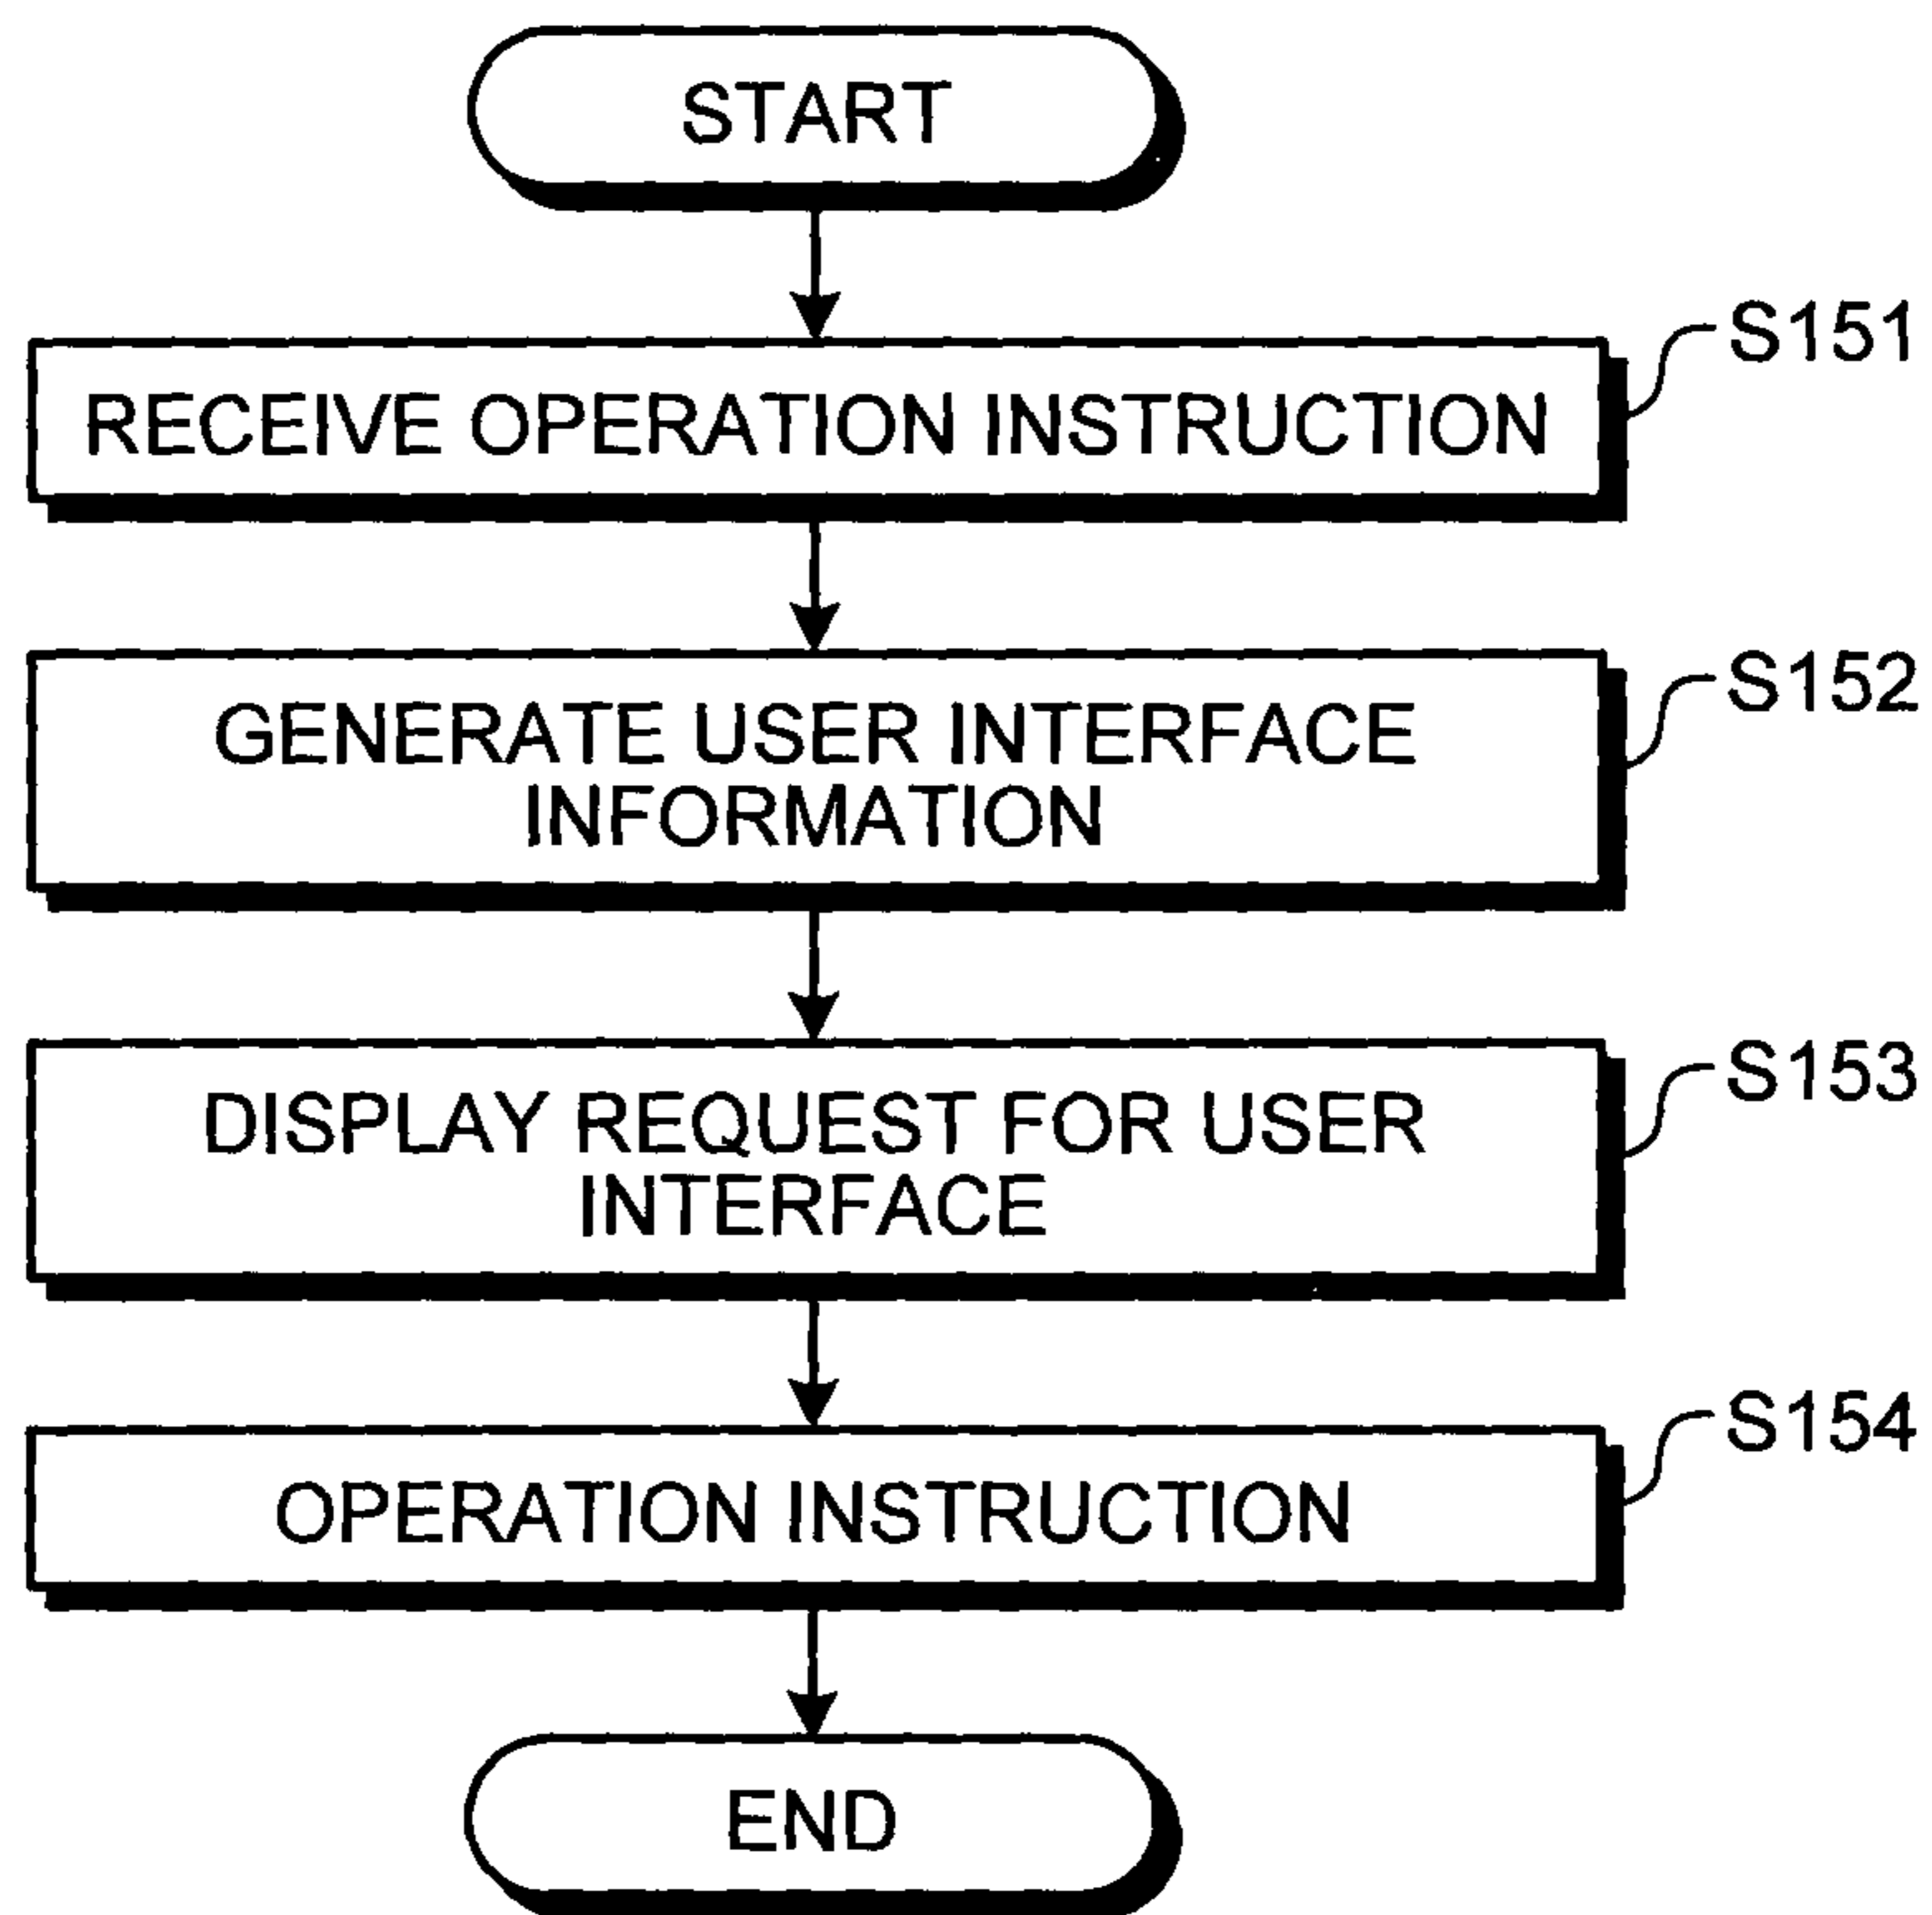 START
S151
RECEIVE OPERATION INSTRUCTION
S152
GENERATE USER INTERFACE
INFORMATION
S153
DISPLAY REQUEST FOR USER
INTERFACE
S154
OPERATION INSTRUCTION
END